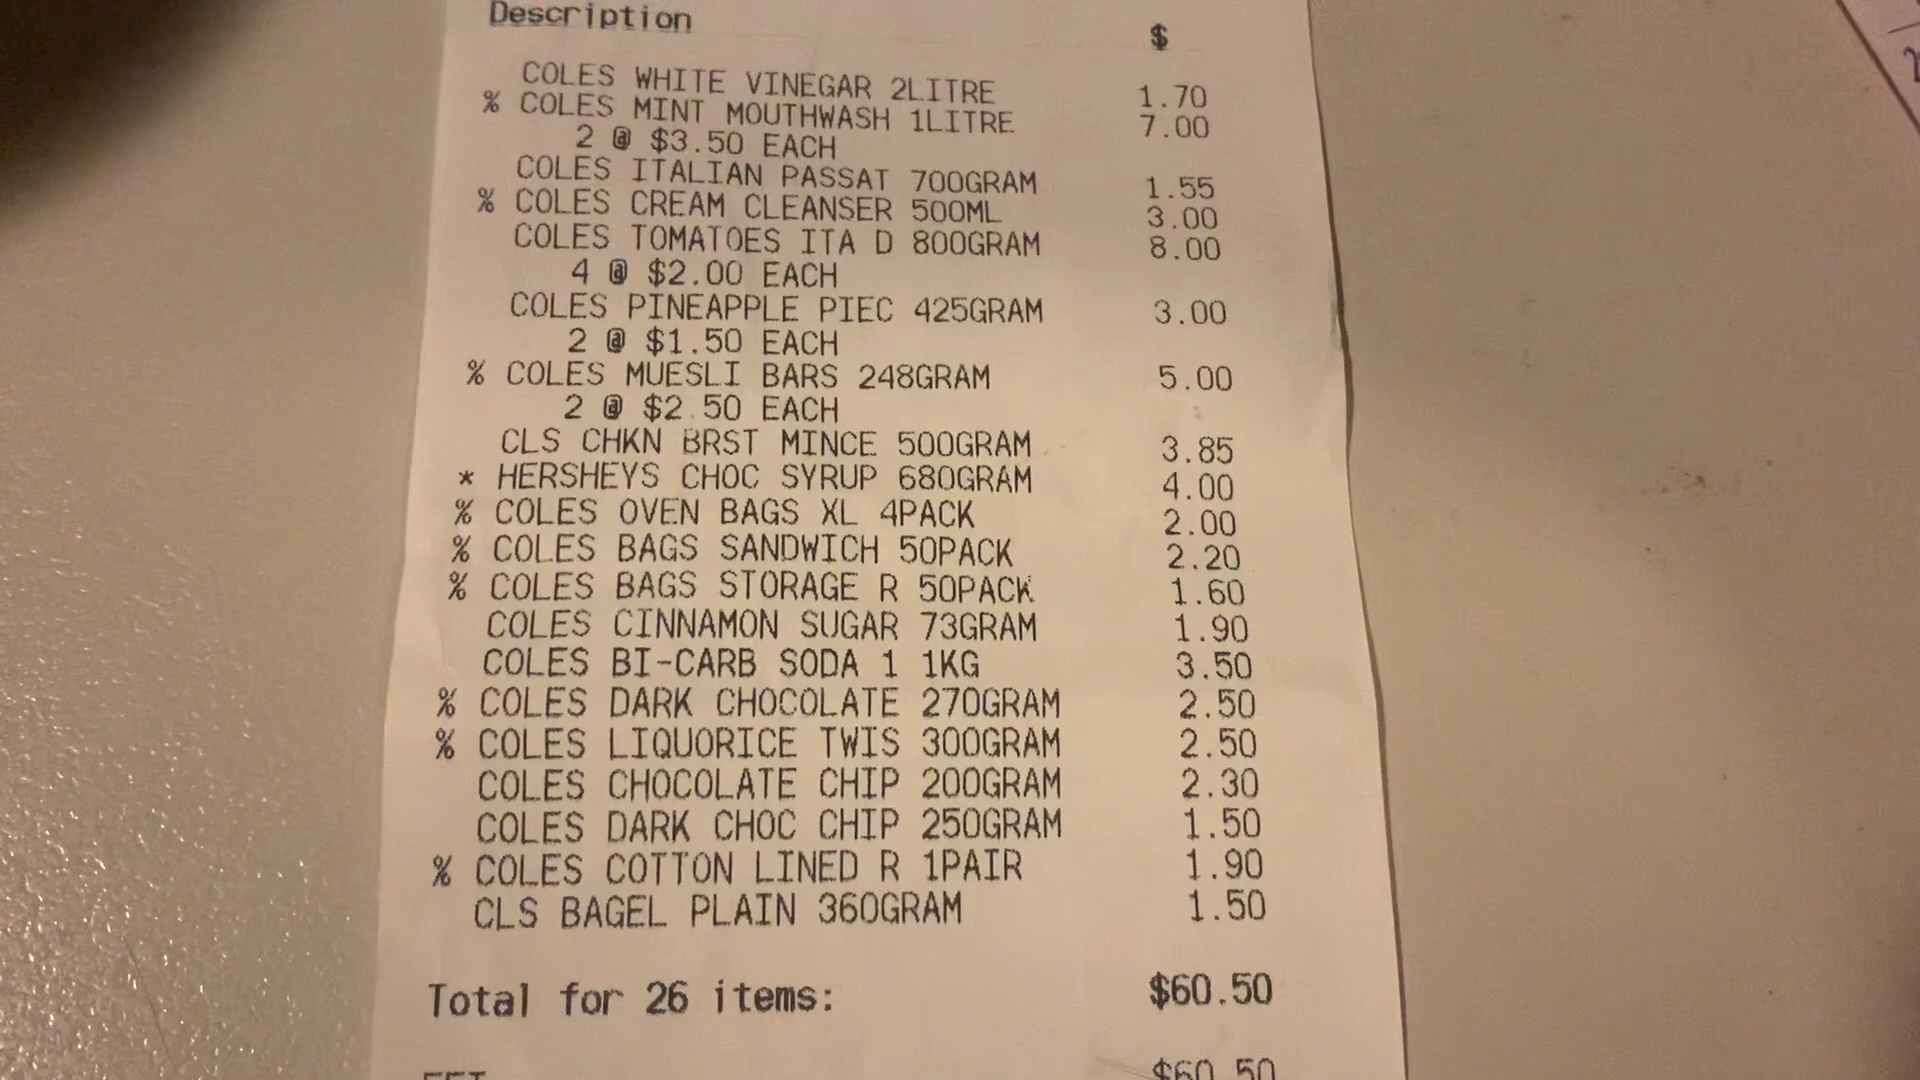 Description $
COLES WHITE VINEGAR 2LITRE 1.70
% COLES MINT MOUTHWASH 1LITRE 7.00
2 @ $3.50 EACH
COLES ITALIAN PASSAT 700GRAM 1.55
% COLES CREAM CLEANSER 500ML 3.00
COLES TOMATOES ITA D 800GRAM 8.00
4 @ $2.00 EACH
COLES PINEAPPLE PIEC 425GRAM 3.00
2 @ $1.50 EACH
% COLES MUESLI BARS 248GRAM 5.00
2 @ $2.50 EACH
CLS CHKN BRST MINCE 500GRAM 3.85
* HERSHEYS CHOC SYRUP 680GRAM 4.00
% COLES OVEN BAGS XL 4PACK 2.00
% COLES BAGS SANDWICH 50PACK 2.20
% COLES BAGS STORAGE R 50PACK 1.60
COLES CINNAMON SUGAR 73GRAM 1.90
COLES BI-CARB SODA 1 1KG 3.50
% COLES DARK CHOCOLATE 270GRAM 2.50
% COLES LIQUORICE TWIS 300GRAM 2.50
COLES CHOCOLATE CHIP 200GRAM 2.30
COLES DARK CHOC CHIP 250GRAM 1.50
% COLES COTTON LINED R 1PAIR 1.90
CLS BAGEL PLAIN 360GRAM 1.50
Total for 26 items: $60.50
$60.50